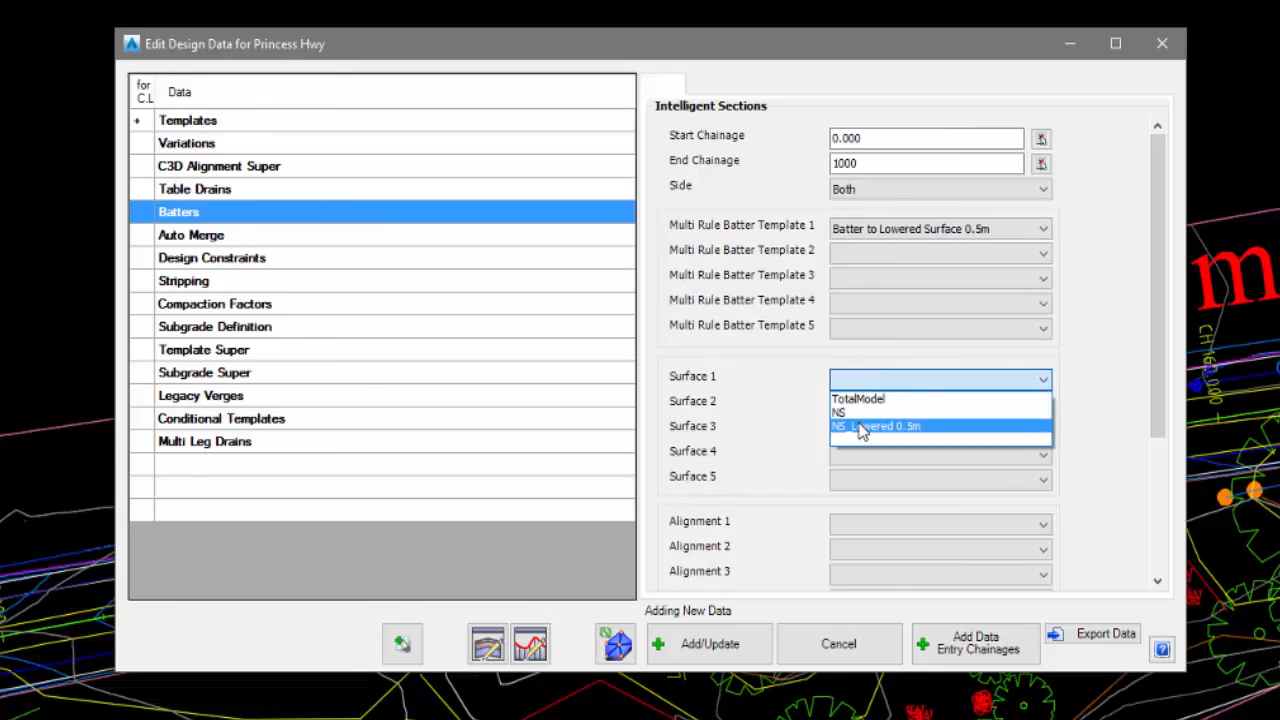 Edit Design Data for Princess Hwy
for
C.L
Data
+ Templates
Variations
C3D Alignment Super
Table Drains
Batters
Auto Merge
Design Constraints
Stripping
Compaction Factors
Subgrade Definition
Template Super
Subgrade Super
Legacy Verges
Conditional Templates
Multi Leg Drains
Intelligent Sections
Start Chainage 0.000
End Chainage 1000
Side Both
Multi Rule Batter Template 1 Batter to Lowered Surface 0.5m
Multi Rule Batter Template 2
Multi Rule Batter Template 3
Multi Rule Batter Template 4
Multi Rule Batter Template 5
Surface 1
TotalModel
Surface 2 NS
Surface 3 NS_Lowered 0.5m
Surface 4
Surface 5
Alignment 1
Alignment 2
Alignment 3
Adding New Data
Add/Update
Cancel
Add Data
Entry Chainages
Export Data
m
CH 160.000